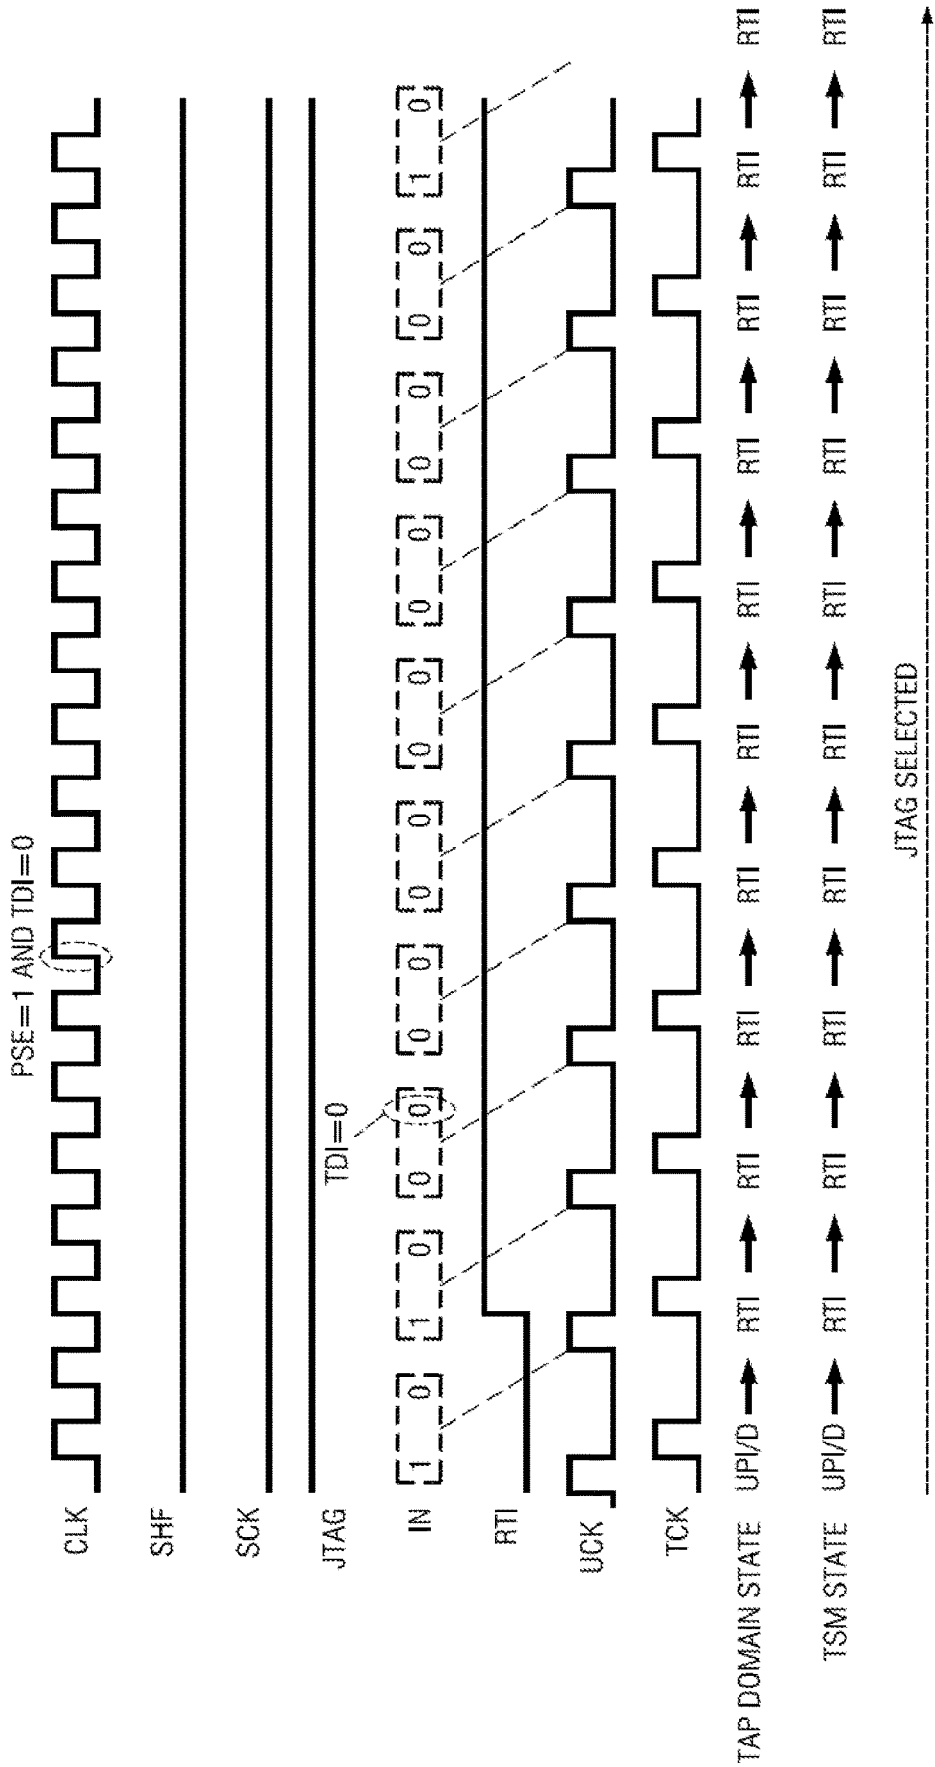 PSE=1 AND TDI=0
CLK
SHF
SCK
JTAG TDI=0
IN 1 0 1 0 0 0 0 0 0 0 0 0 0 0 0 0 0 0 1 0
RTI
UCK
TCK
TAP DOMAIN STATE UPI/D RTI RTI RTI RTI RTI RTI RTI RTI RTI RTI
TSM STATE UPI/D RTI RTI RTI RTI RTI RTI RTI RTI RTI RTI
JTAG SELECTED